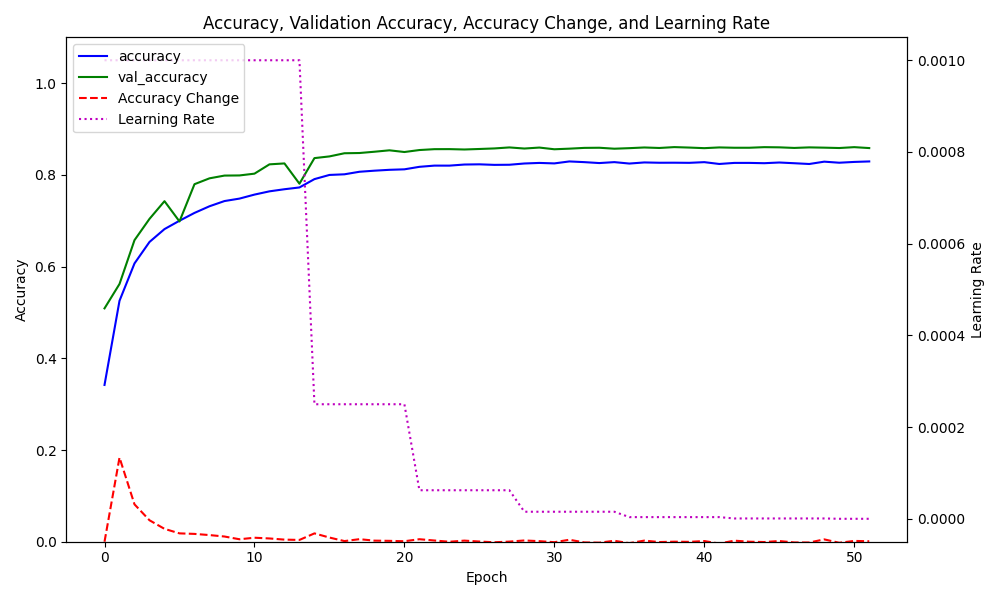 Accuracy, Validation Accuracy, Accuracy Change, and Learning Rate
accuracy
val_accuracy
Accuracy Change
Learning Rate
Accuracy
1.0
0.8
0.6
0.4
0.2
0.0
0.0010
0.0008
0.0006
0.0004
0.0002
0.0000
Learning Rate
0 10 20 30 40 50
Epoch